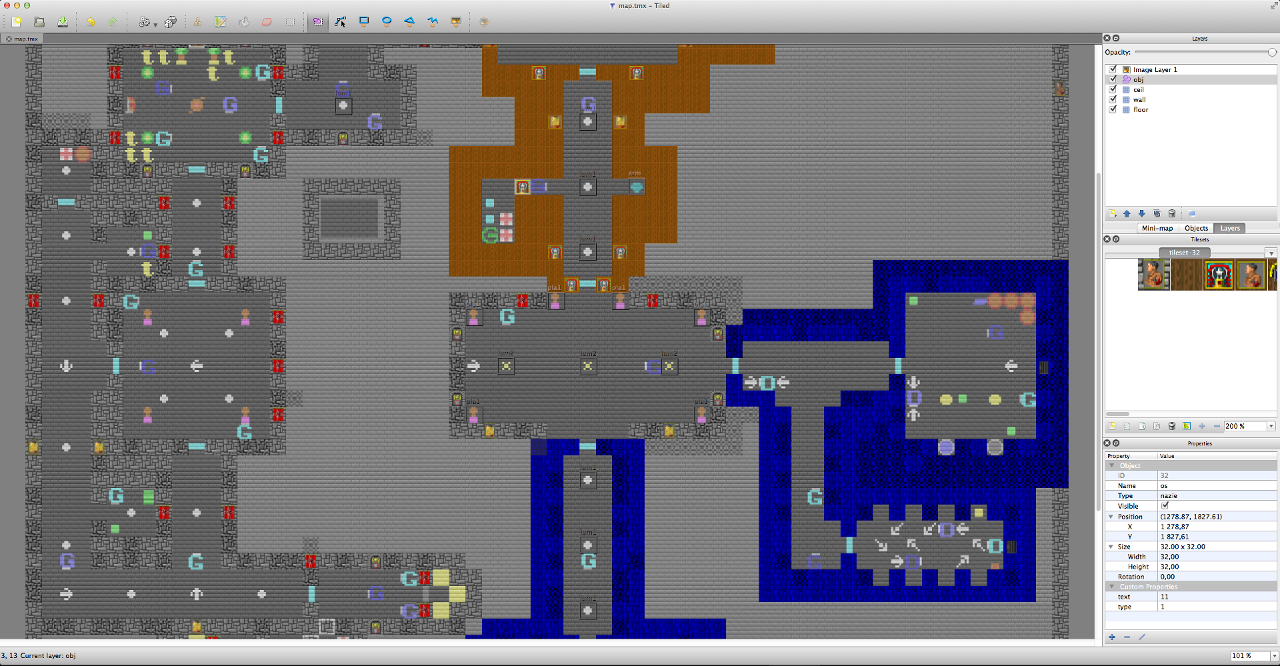 map.tmx – Tiled
map.tmx
Layers
Opacity:
Image Layer 1
obj
ceil
wall
floor
Mini-map
Objects
Layers
Tilesets
tileset-32
200 %
Properties
Property Value
Object
ID 32
Name os
Type nazie
Visible
Position (1278.87, 1827.61)
X 1 278,87
Y 1 827,61
Size 32.00 x 32.00
Width 32,00
Height 32,00
Rotation 0,00
Custom Properties
text 11
type 1
3, 13 Current layer: obj
101 %